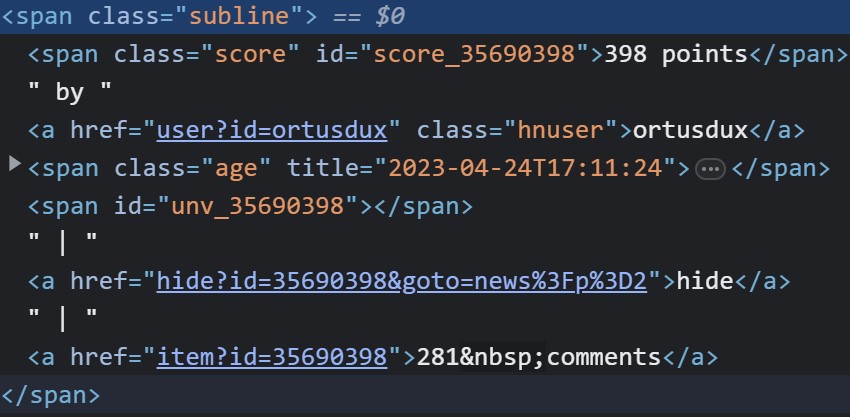 <span class="subline"> == $0
<span class="score" id="score_35690398">398 points</span>
" by "
<a href="user?id=ortusdux" class="hnuser">ortusdux</a>
<span class="age" title="2023-04-24T17:11:24">…</span>
<span id="unv_35690398"></span>
" | "
<a href="hide?id=35690398&goto=news%3Fp%3D2">hide</a>
" | "
<a href="item?id=35690398">281&nbsp;comments</a>
</span>